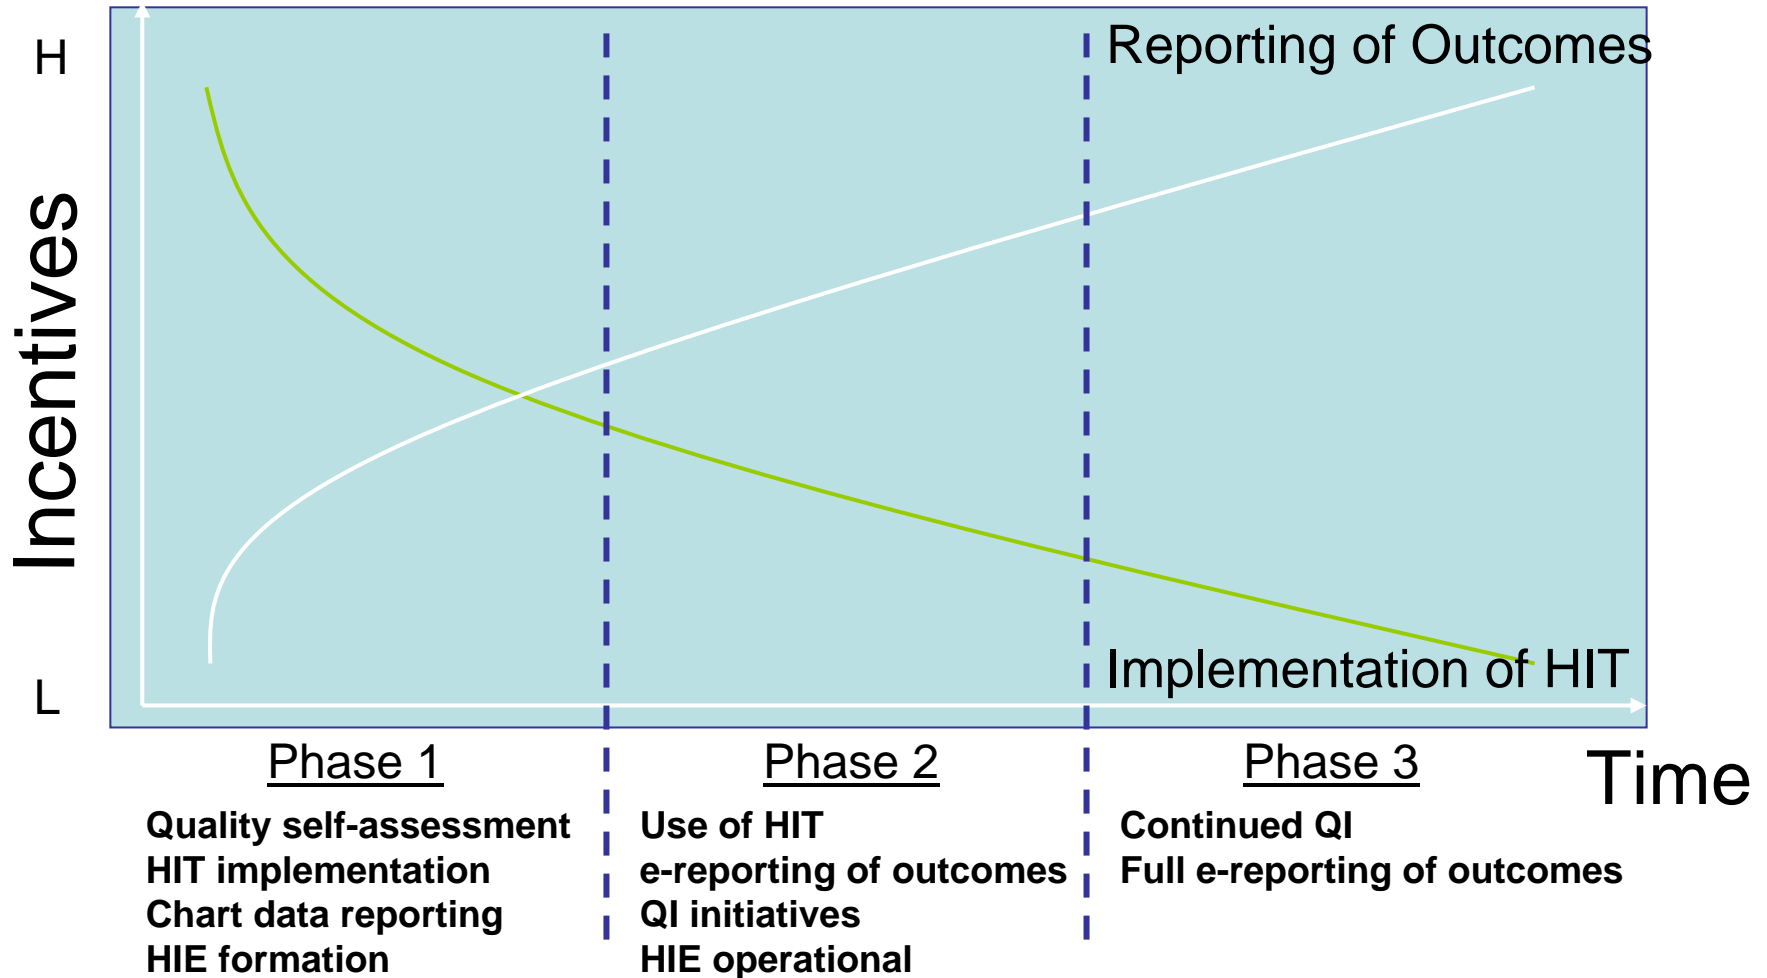 H
Reporting of Outcomes
Incentives
Implementation of HIT
L
Time
Phase 1
Quality self-assessment
HIT implementation
Chart data reporting
HIE formation
Phase 2
Use of HIT
e-reporting of outcomes
QI initiatives
HIE operational
Phase 3
Continued QI
Full e-reporting of outcomes